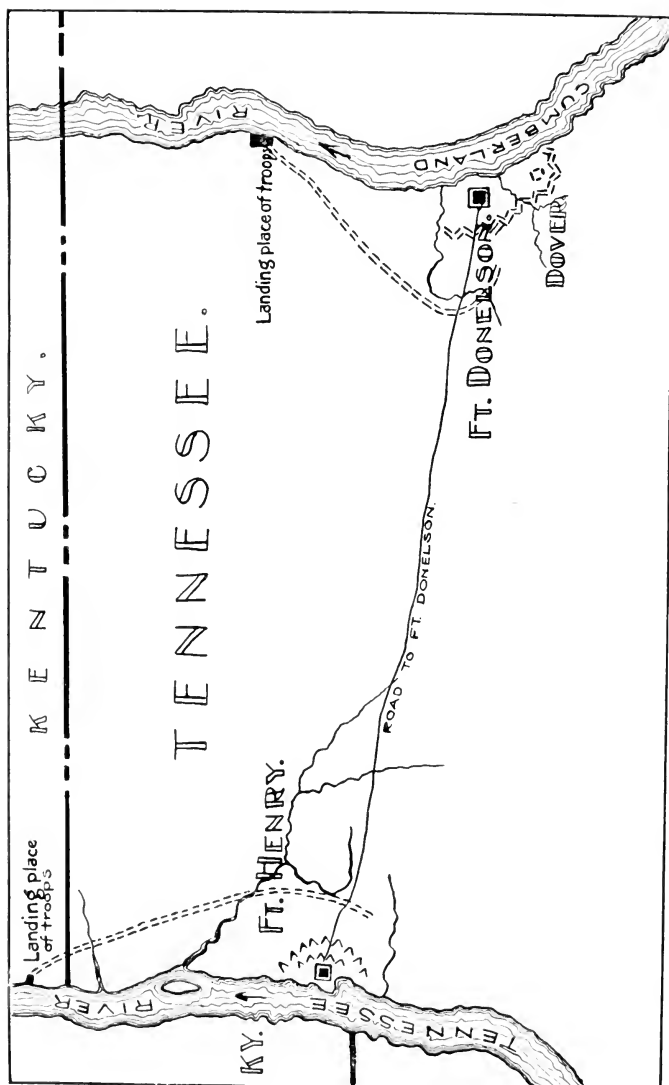 KENTUCKY.
TENNESSEE.
Landing place
of troops
Landing place of troops
FT. HENRY.
FT. DONELSON.
DOVER
ROAD TO FT. DONELSON.
KY.
TENNESSEE
RIVER
CUMBERLAND
RIVER.